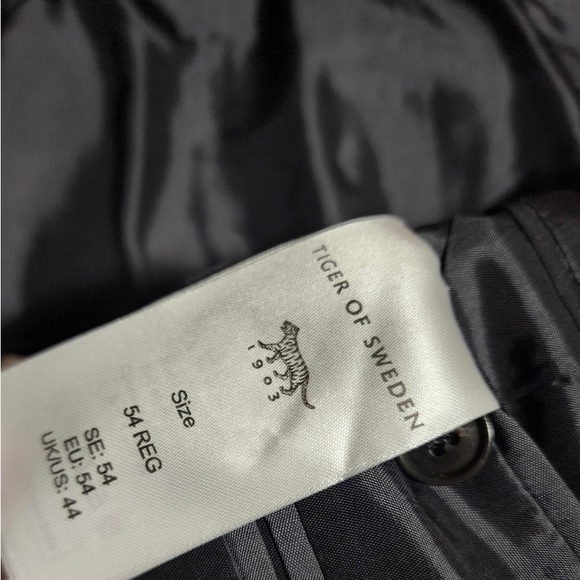 TIGER OF SWEDEN
1903
Size
54 REG
SE: 54
EU: 54
UK/US: 44